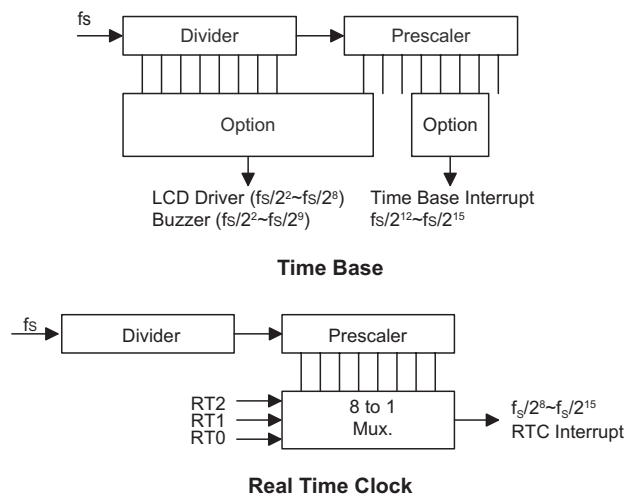 fs
Divider
Prescaler
Option
Option
LCD Driver (fs/2²~fs/2⁸)
Buzzer (fs/2²~fs/2⁹)
Time Base Interrupt
fs/2¹²~fs/2¹⁵
Time Base
fs
Divider
Prescaler
RT2
RT1
RT0
8 to 1
Mux.
fS/2⁸~fS/2¹⁵
RTC Interrupt
Real Time Clock